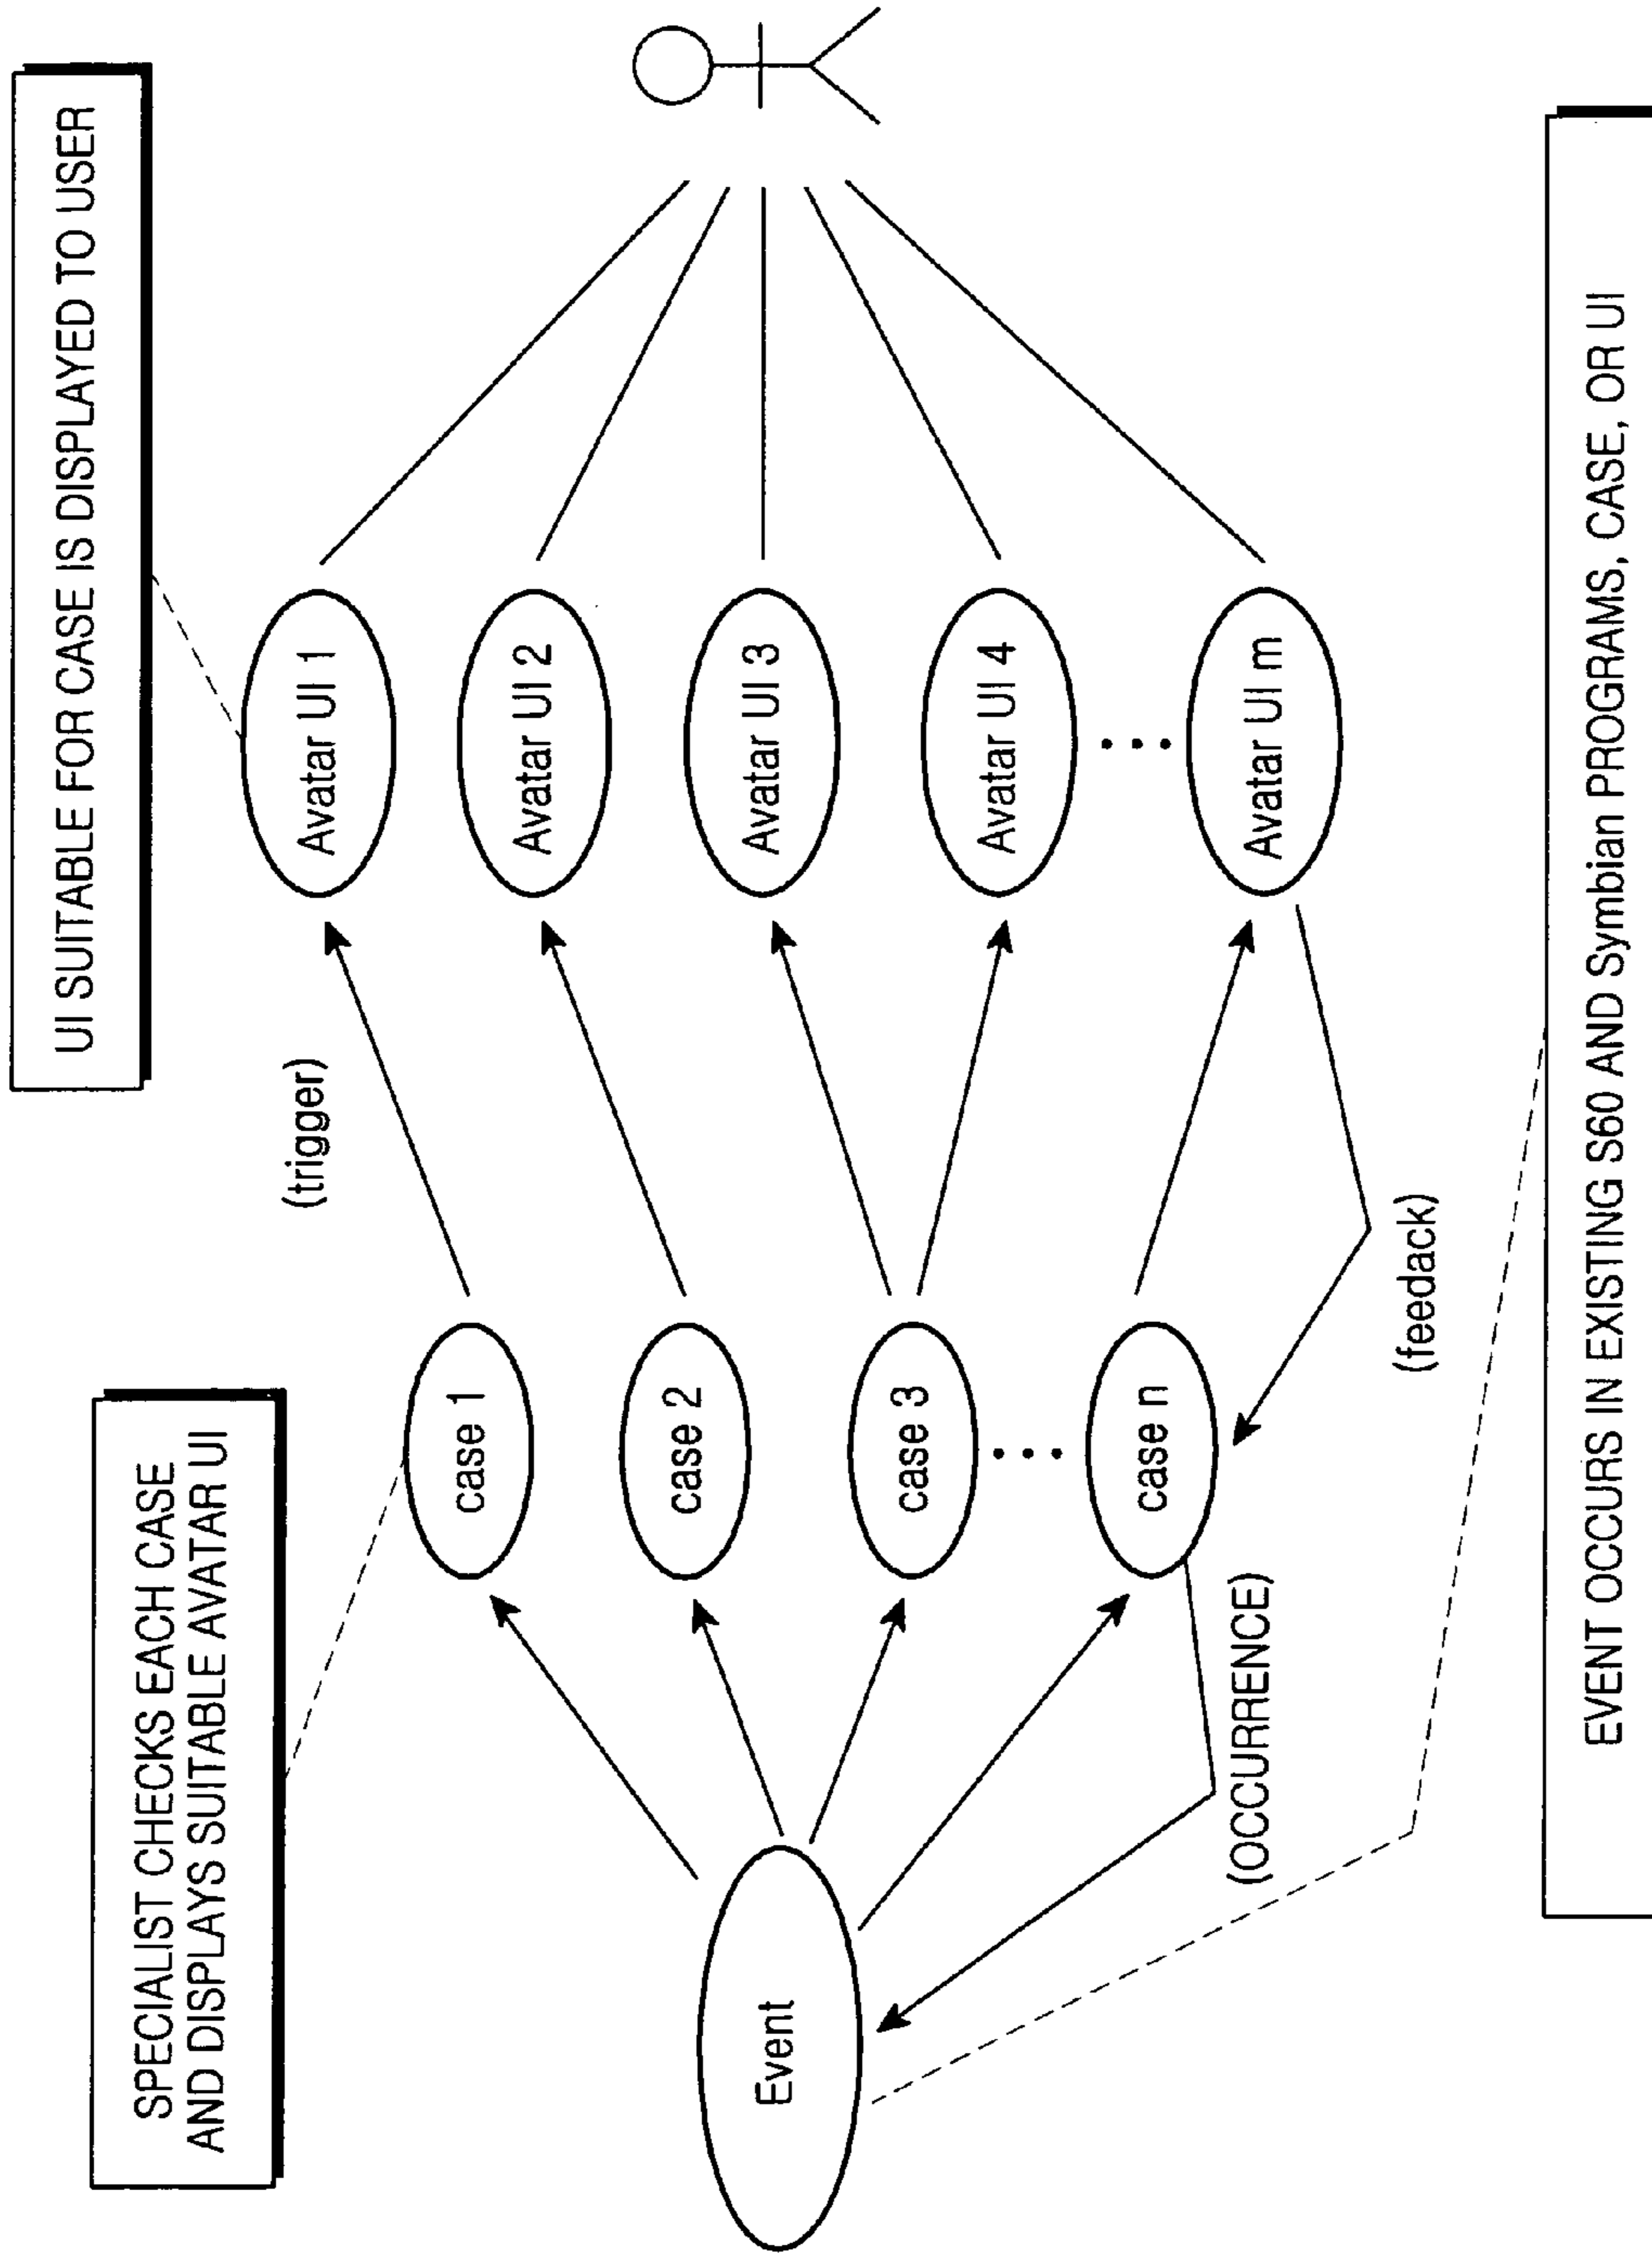 UI SUITABLE FOR CASE IS DISPLAYED TO USER
SPECIALIST CHECKS EACH CASE
AND DISPLAYS SUITABLE AVATAR UI
(trigger)
Avatar UI 1
case 1
Avatar UI 2
case 2
Event
Avatar UI 3
case 3
Avatar UI 4
case n
Avatar UI m
(OCCURRENCE)
(feedack)
EVENT OCCURS IN EXISTING S60 AND Symbian PROGRAMS, CASE, OR UI